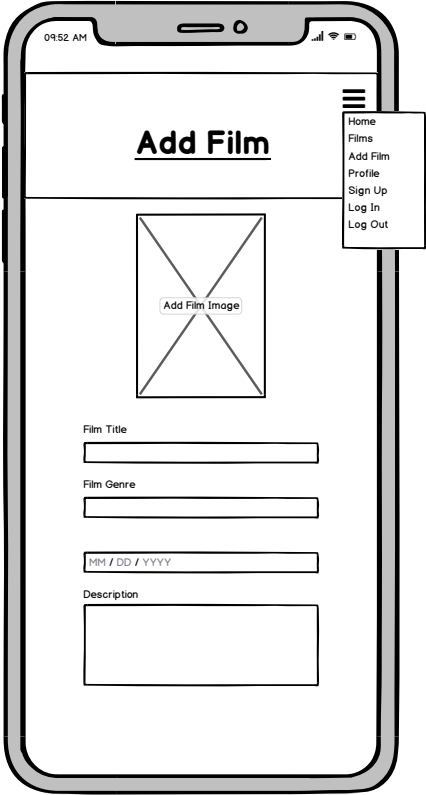 09:52 AM
Add Film
Home
Films
Add Film
Profile
Sign Up
Log In
Log Out
Add Film Image
Film Title
Film Genre
MM / DD / YYYY
Description